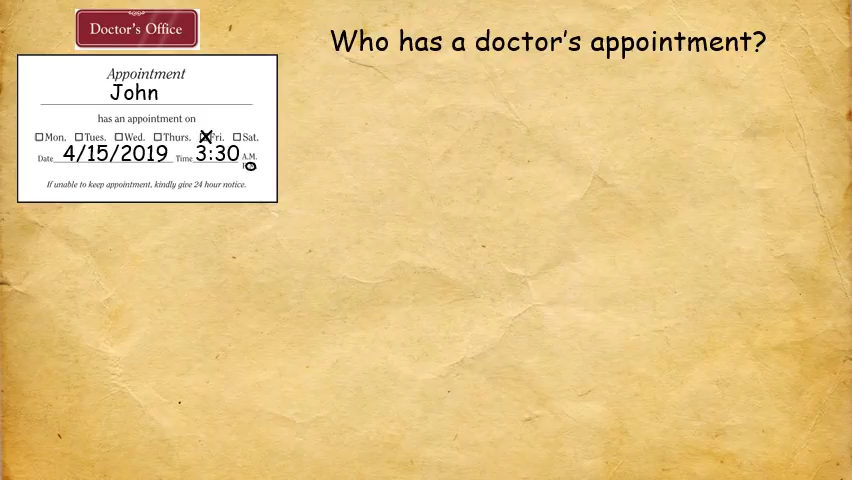 Doctor's Office
Who has a doctor's appointment?
Appointment
John
has an appointment on
Mon. Tues. Wed. Thurs. Fri. Sat.
Date 4/15/2019 Time 3:30 A.M.
If unable to keep appointment, kindly give 24 hour notice.